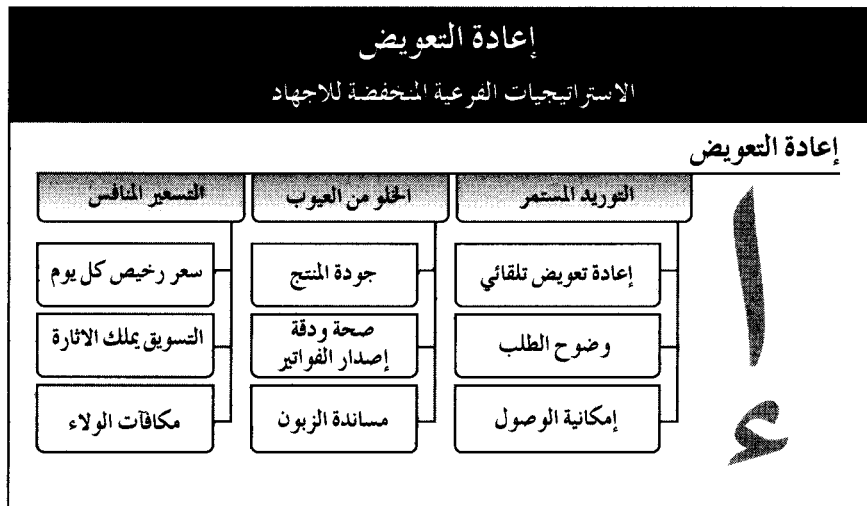 إعادة التعويض
الاستراتيجيات الفرعية المنخفضة للاجهاد
إعادة التعويض
التوريد المستمر
إعادة تعويض تلقائي
وضوح الطلب
إمكانية الوصول
الخلو من العيوب
جودة المنتج
صحة ودقة
إصدار الفواتير
مساندة الزبون
التسعير المنافس
سعر رخيص كل يوم
التسويق يملك الاثارة
مكافآت الولاء
إ